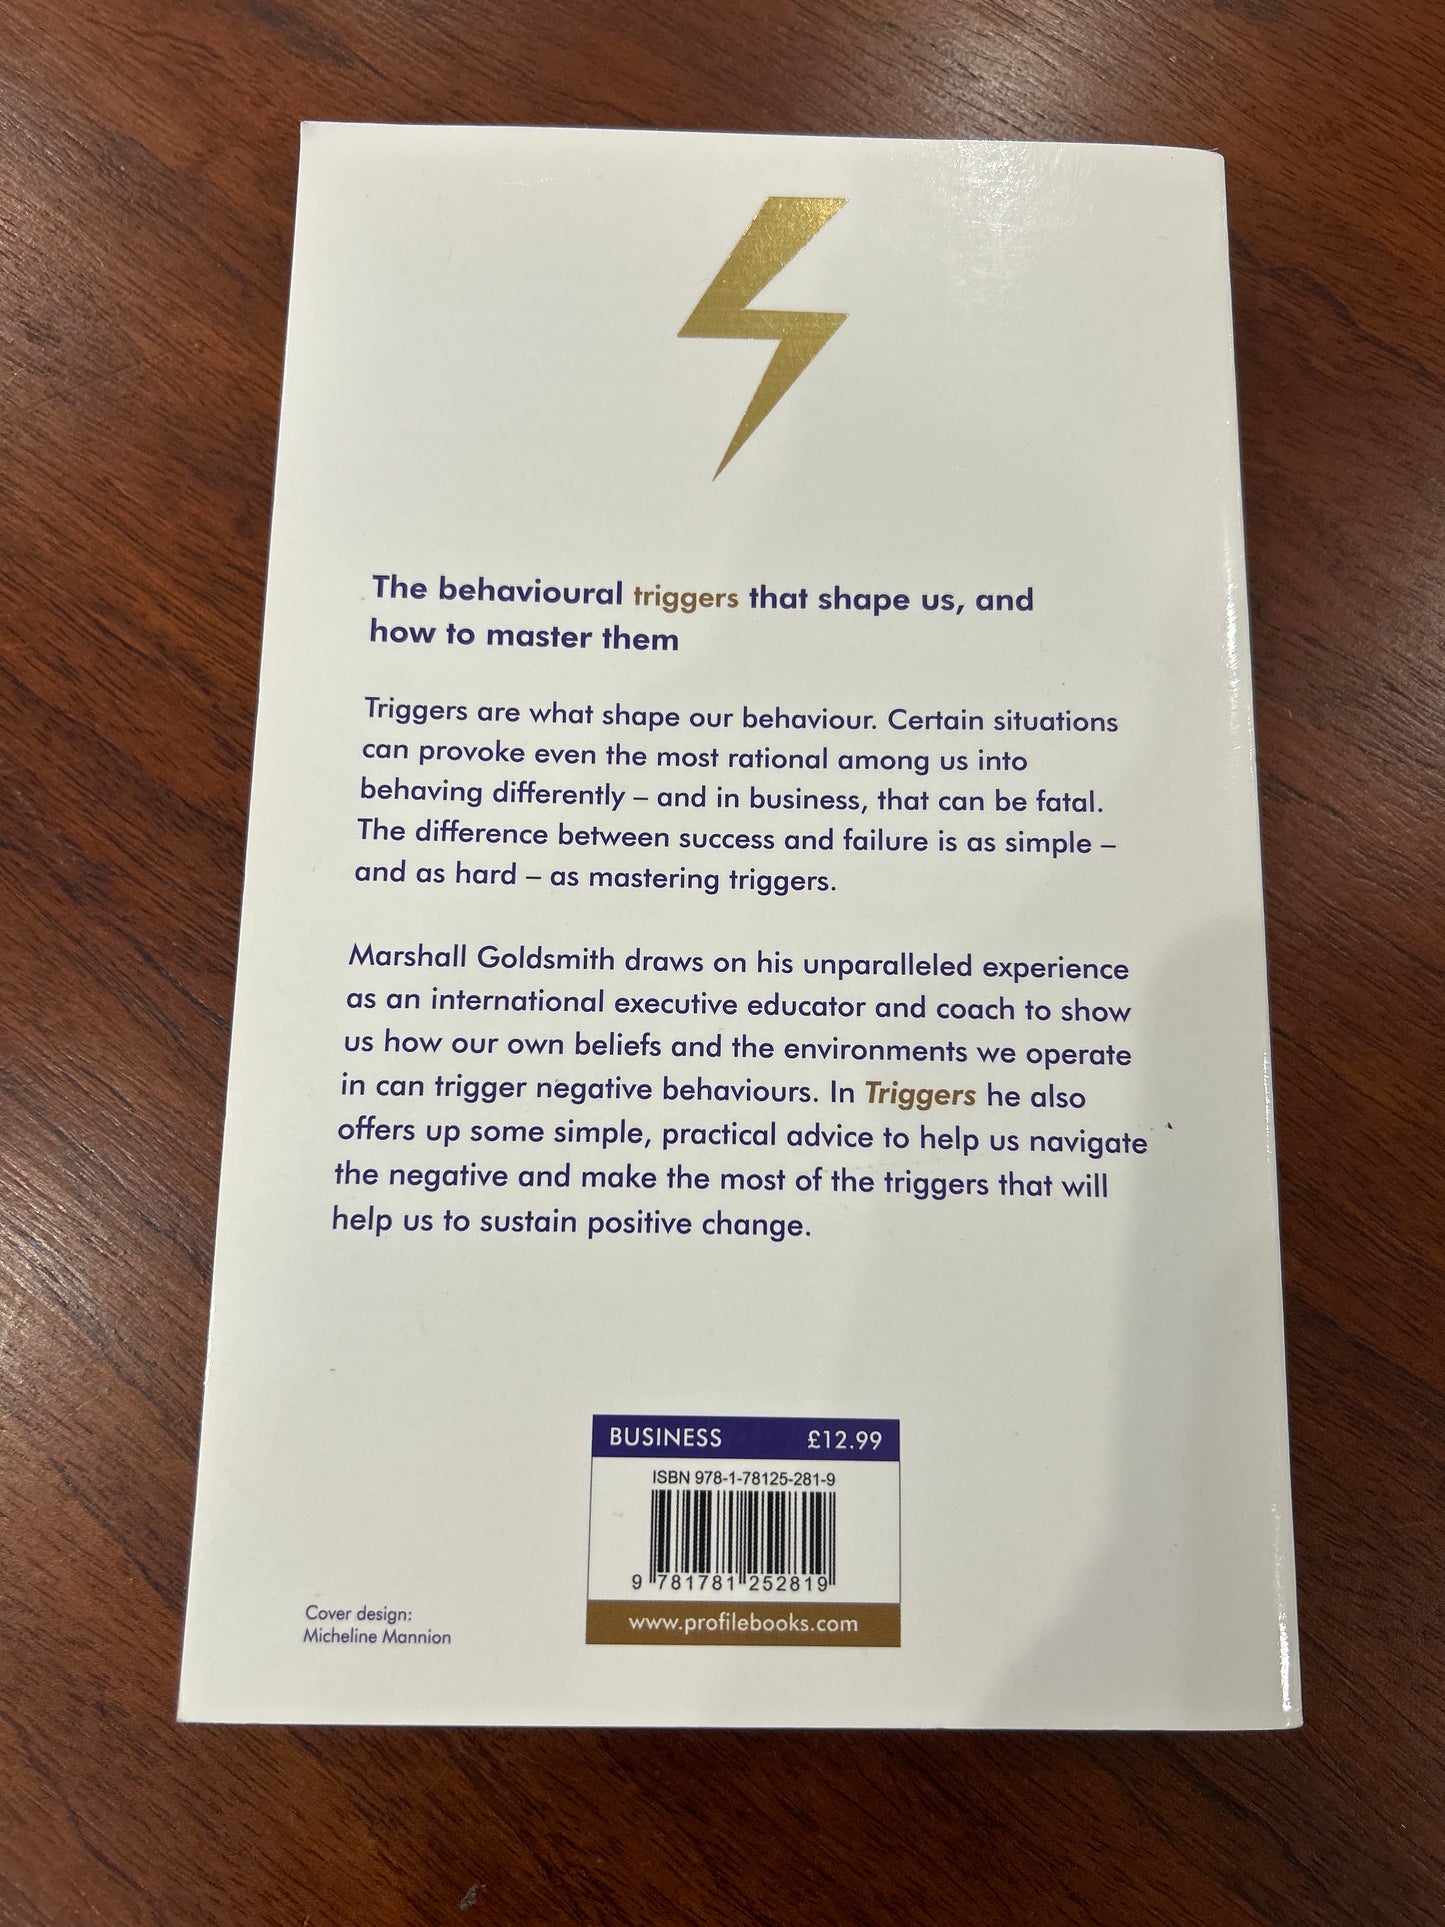 The behavioural triggers that shape us, and
how to master them
Triggers are what shape our behaviour. Certain situations
can provoke even the most rational among us into
behaving differently – and in business, that can be fatal.
The difference between success and failure is as simple –
and as hard – as mastering triggers.
Marshall Goldsmith draws on his unparalleled experience
as an international executive educator and coach to show
us how our own beliefs and the environments we operate
in can trigger negative behaviours. In Triggers he also
offers up some simple, practical advice to help us navigate
the negative and make the most of the triggers that will
help us to sustain positive change.
BUSINESS £12.99
ISBN 978-1-78125-281-9
9 781781 252819
www.profilebooks.com
Cover design:
Micheline Mannion